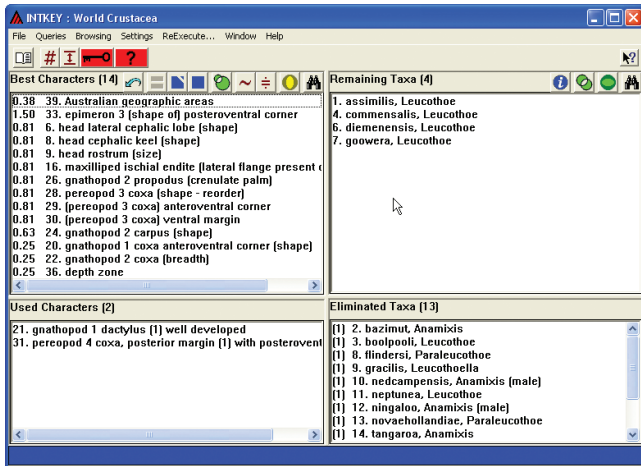 INTKEY : World Crustacea
File Queries Browsing Settings ReExecute... Window Help
Best Characters (14)
0.38 39. Australian geographic areas
1.50 33. epimeron 3 (shape of) posteroventral corner
0.81 6. head lateral cephalic lobe (shape)
0.81 8. head cephalic keel (shape)
0.81 9. head rostrum (size)
0.81 16. maxilliped ischial endite (lateral flange present o
0.81 26. gnathopod 2 propodus (crenulate palm)
0.81 28. pereopod 3 coxa (shape - reorder)
0.81 29. (pereopod 3 coxa) anteroventral corner
0.81 30. (pereopod 3 coxa) ventral margin
0.63 24. gnathopod 2 carpus (shape)
0.25 20. gnathopod 1 coxa anteroventral corner (shape)
0.25 22. gnathopod 2 coxa (breadth)
0.25 36. depth zone
Remaining Taxa (4)
1. assimilis, Leucothoe
4. commensalis, Leucothoe
6. diemenensis, Leucothoe
7. goowera, Leucothoe
Used Characters (2)
21. gnathopod 1 dactylus (1) well developed
31. pereopod 4 coxa, posterior margin (1) with posterovent
Eliminated Taxa (13)
(1) 2. bazimut, Anamixis
(1) 3. boolpooli, Leucothoe
(1) 8. flindersi, Paraleucothoe
(1) 9. gracilis, Leucothoella
(1) 10. nedcampensis, Anamixis (male)
(1) 11. neptunea, Leucothoe
(1) 12. ningaloo, Anamixis (male)
(1) 13. novaehollandiae, Paraleucothoe
(1) 14. tangaroa, Anamixis